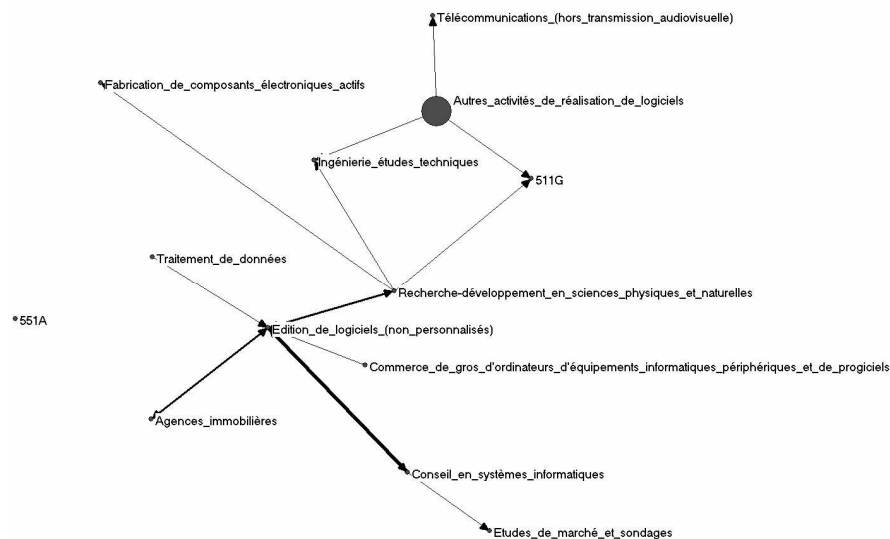 Télécommunications_(hors_transmission_audiovisuelle)
Fabrication_de_composants_électroniques_actifs
Autres_activités_de_réalisation_de_logiciels
Ingénierie_études_techniques
511G
Traitement_de_données
Recherche-développement_en_sciences_physiques_et_naturelles
551A
Edition_de_logiciels_(non_personnalisés)
Commerce_de_gros_d'ordinateurs_d'équipements_informatiques_périphériques_et_de_progiciels
Agences_immobilières
Conseil_en_systèmes_informatiques
Etudes_de_marché_et_sondages